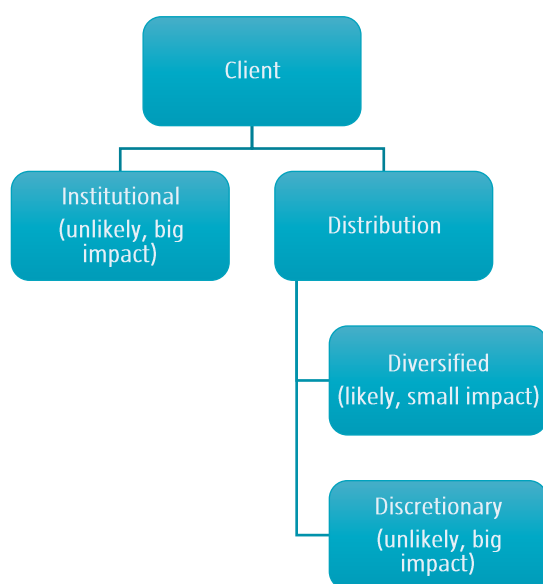 Client
Institutional
(unlikely, big
impact)
Distribution
Diversified
(likely, small impact)
Discretionary
(unlikely, big
impact)